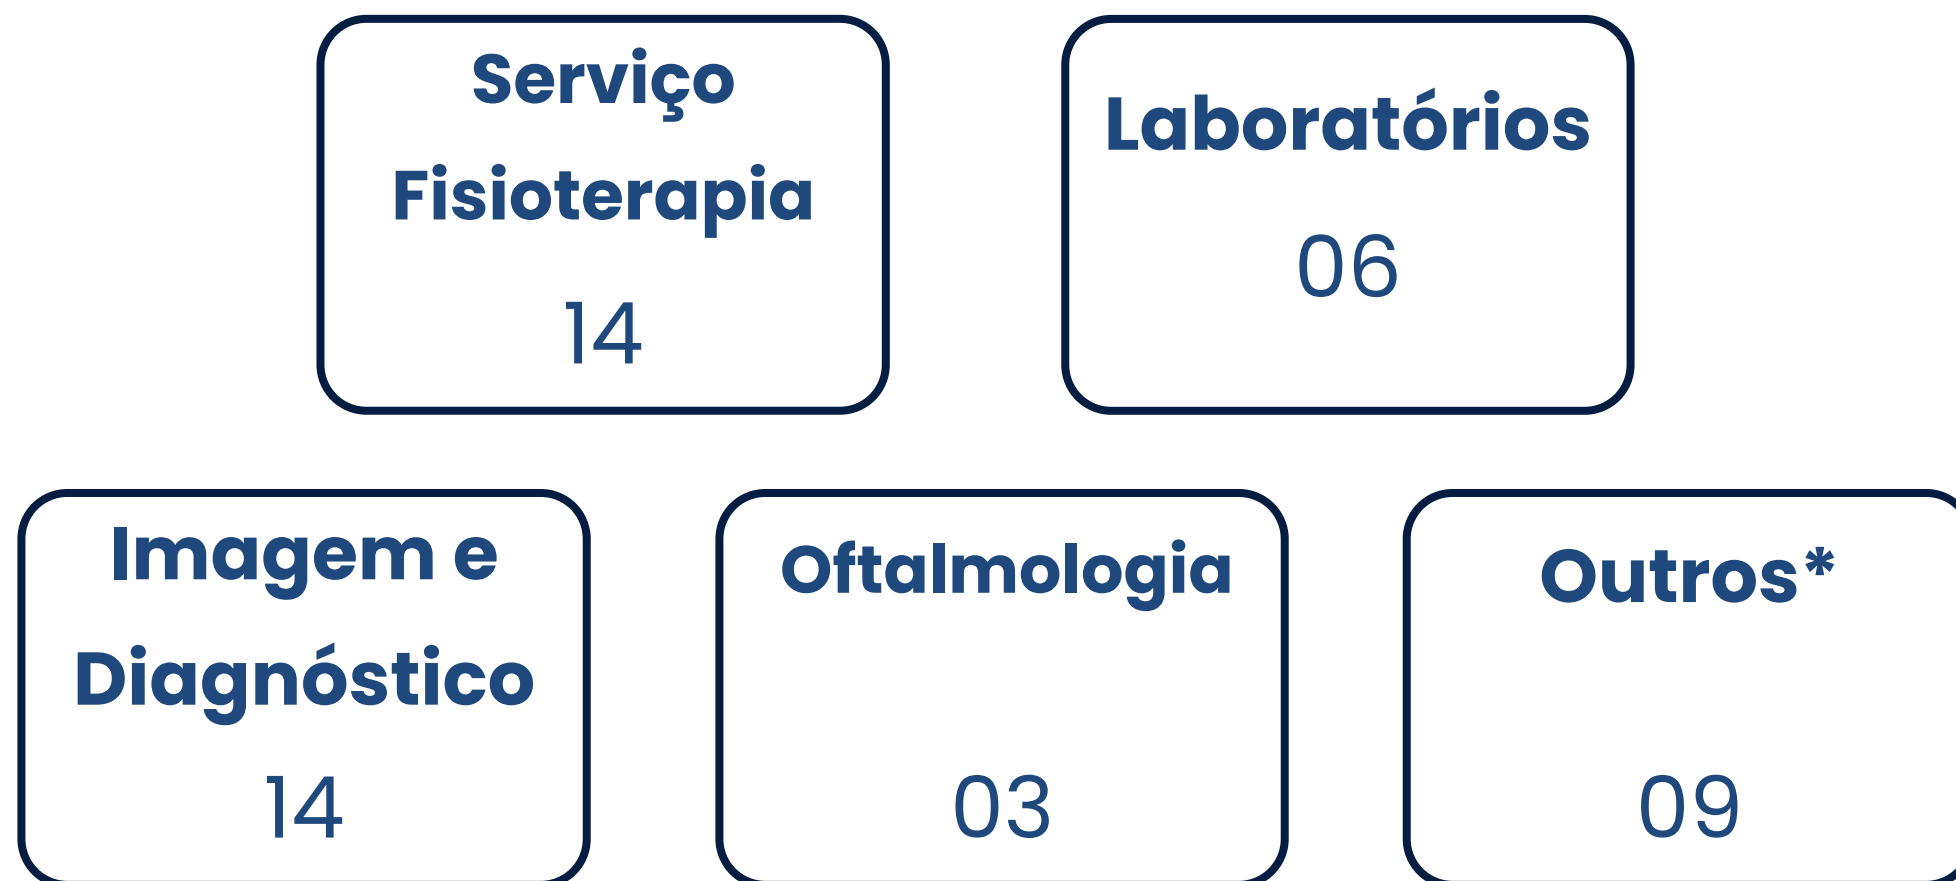 Serviço
Fisioterapia
14
Laboratórios
06
Imagem e
Diagnóstico
14
Oftalmologia
03
Outros*
09